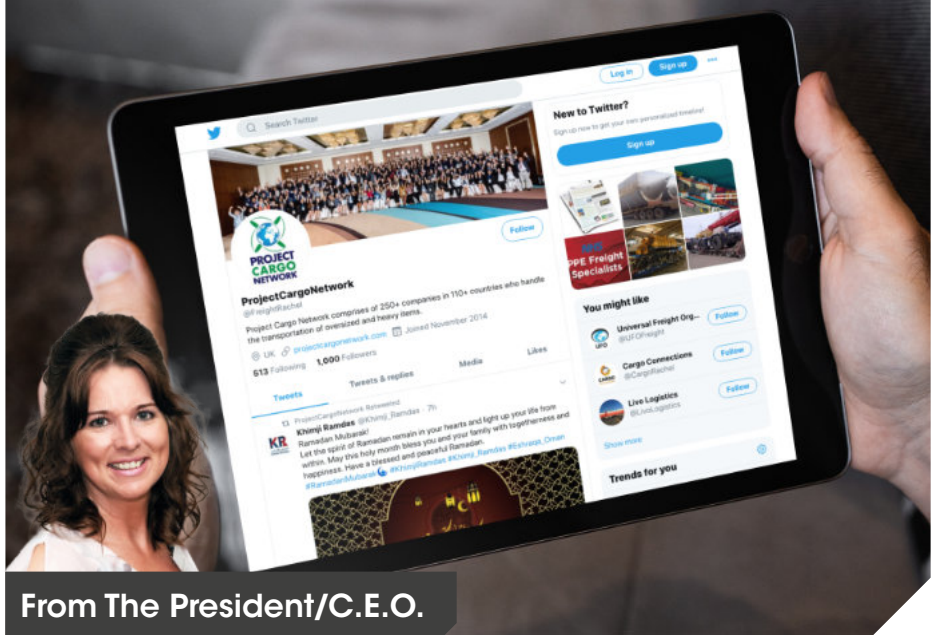 Search Twitter
Log in
Sign up
New to Twitter?
Sign up now to get your own personalized timeline!
Sign up
PROJECT
CARGO
NETWORK
Follow
ProjectCargoNetwork
@FreightRachel
Project Cargo Network comprises of 250+ companies in 110+ countries who handle
the transportation of oversized and heavy items.
UK projectcargonetwork.com Joined November 2014
513 Following 1,000 Followers
Tweets
Tweets & replies
Media
Likes
ProjectCargoNetwork Retweeted
KR
Khimji Ramdas @Khimji_Ramdas · 7h
Ramadan Mubarak!
Let the spirit of Ramadan remain in your hearts and light up your life from
within. May this holy month bless you and your family with togetherness and
happiness. Have a blessed and peaceful Ramadan.
#RamadanMubarak #KhimjiRamdas #Khimji_Ramdas #Eshraqa_Oman
PPE Freight
Specialists
You might like
UFO
Universal Freight Org...
@UFOFreight
Follow
Cargo Connections
@CargoRachel
Follow
Live Logistics
@LiveLogistics
Follow
Show more
Trends for you
From The President/C.E.O.